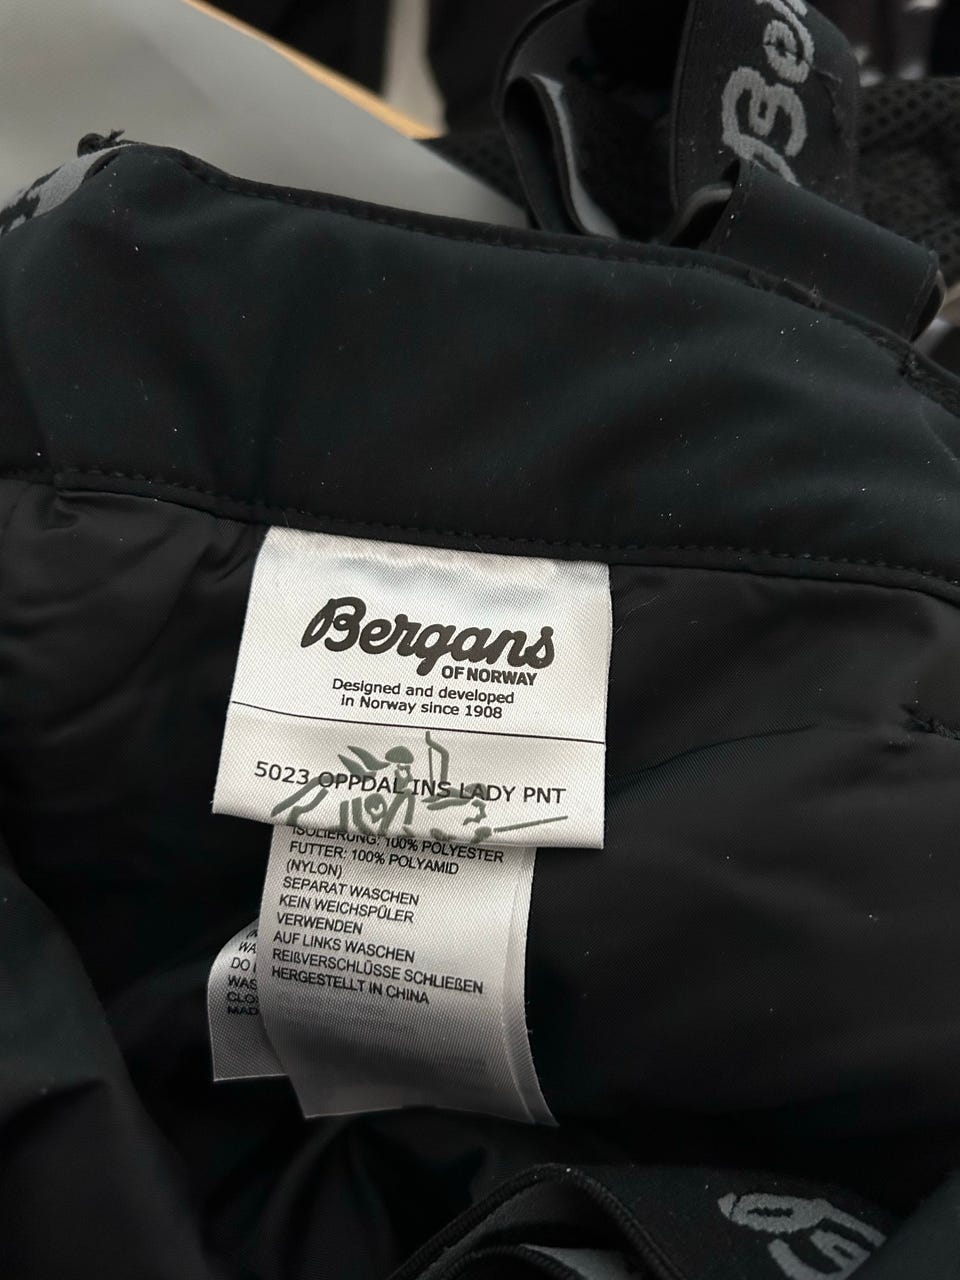 Bergans
OF NORWAY
Designed and developed
in Norway since 1908
5023 OPPDAL INS LADY PNT
ISOLIERUNG: 100% POLYESTER
FUTTER: 100% POLYAMID
(NYLON)
SEPARAT WASCHEN
KEIN WEICHSPÜLER
VERWENDEN
AUF LINKS WASCHEN
REIßVERSCHLÜSSE SCHLIEßEN
HERGESTELLT IN CHINA